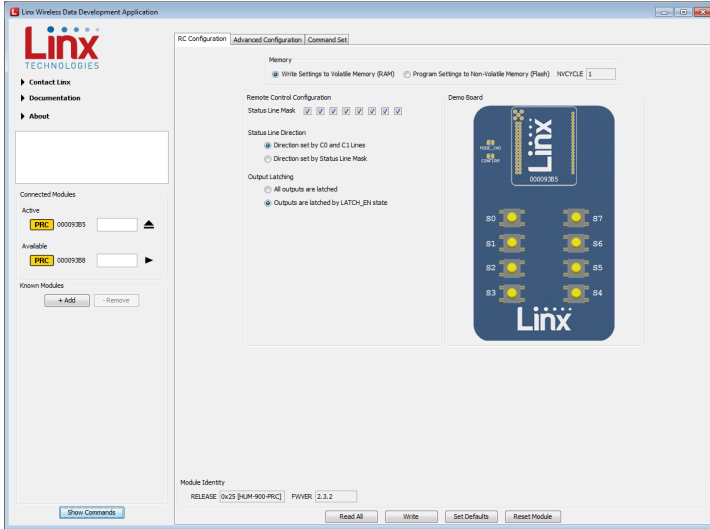 Linx Wireless Data Development Application
Linx
TECHNOLOGIES
Contact Linx
Documentation
About
Connected Modules
Active
PRC 000093B5
Available
PRC 000093B8
Known Modules
+ Add - Remove
Show Commands
RC Configuration Advanced Configuration Command Set
Memory
Write Settings to Volatile Memory (RAM) Program Settings to Non-Volatile Memory (Flash) NVCYCLE 1
Remote Control Configuration
Status Line Mask
Status Line Direction
Direction set by C0 and C1 Lines
Direction set by Status Line Mask
Output Latching
All outputs are latched
Outputs are latched by LATCH_EN state
Demo Board
Linx
MODE_IND
CONFIRM
000093B5
S0 S7
S1 S6
S2 S5
S3 S4
Linx
Module Identity
RELEASE 0x25 [HUM-900-PRC] FWVER 2.3.2
Read All Write Set Defaults Reset Module